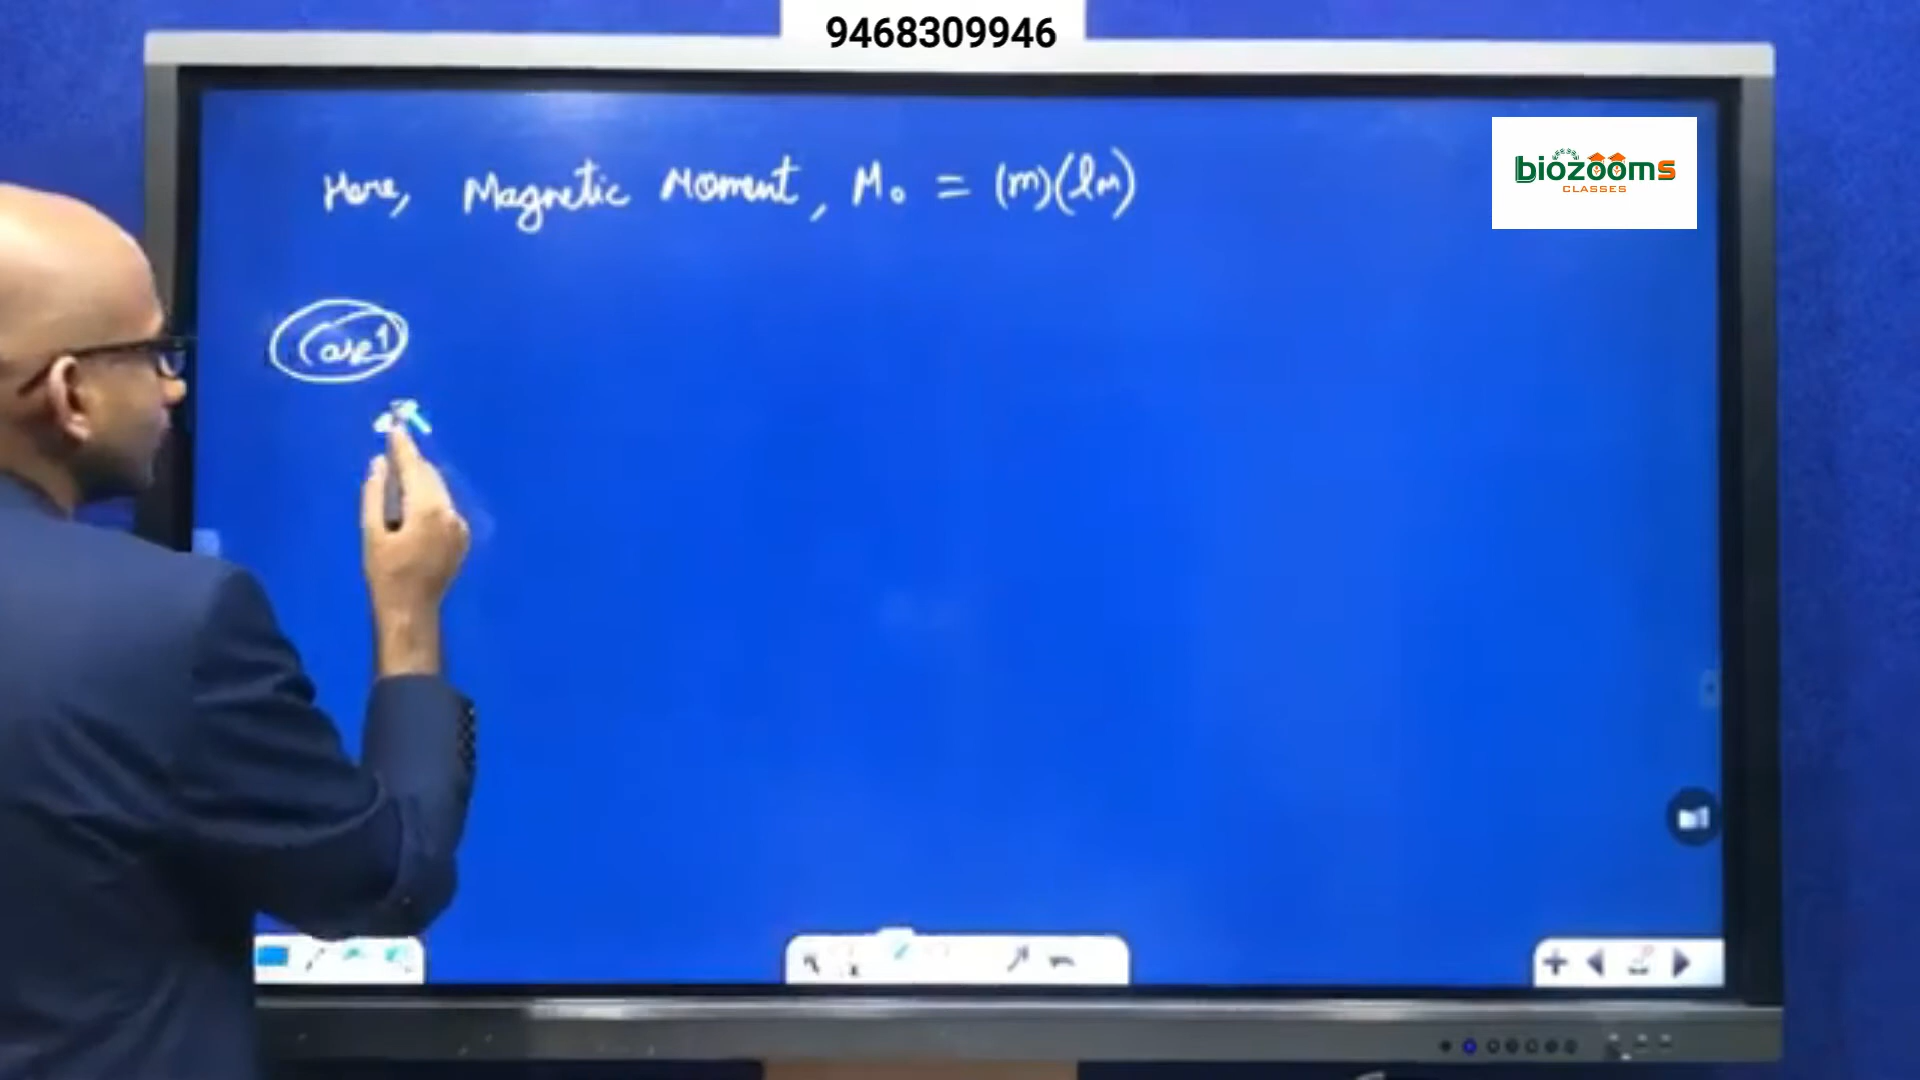 9468309946
biozooms
CLASSES
Here, Magnetic Moment, M₀ = (m)(lm)
Case 1